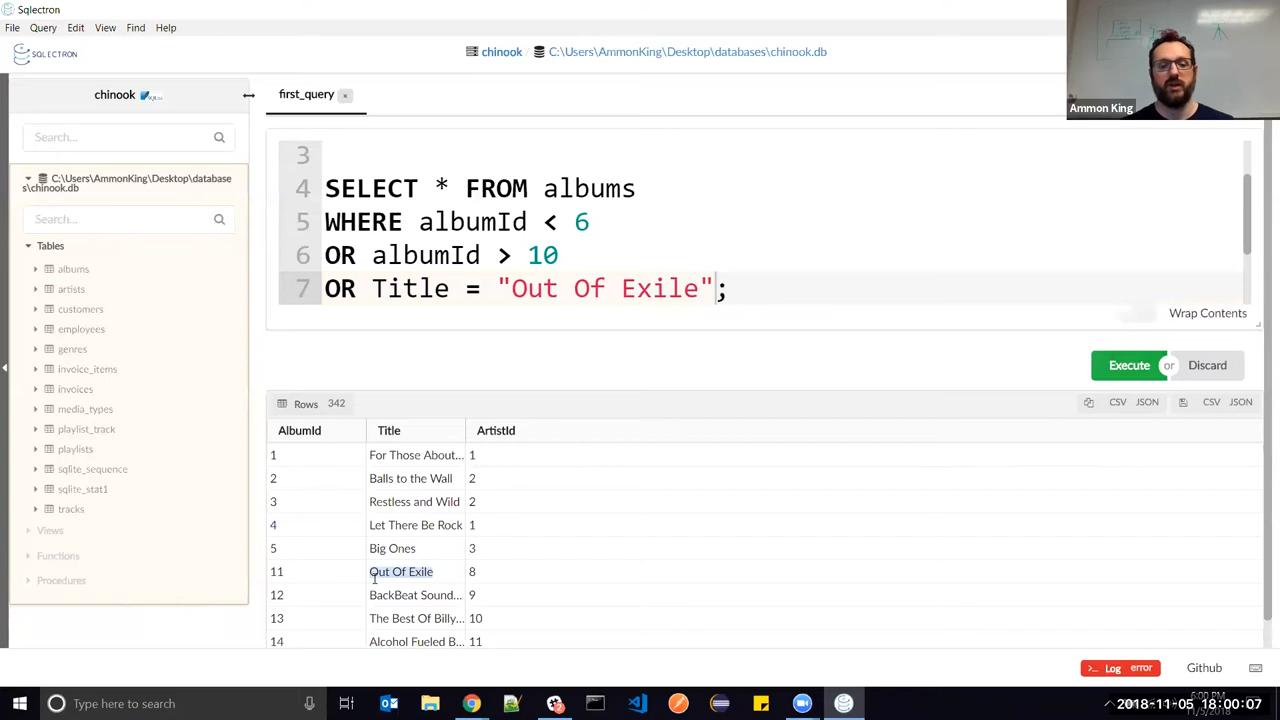 Sqlectron
File Query Edit View Find Help
SQLECTRON
chinook C:\Users\AmmonKing\Desktop\databases\chinook.db
Ammon King
chinook
first_query
Search...
C:\Users\AmmonKing\Desktop\database
s\chinook.db
Search...
Tables
albums
artists
customers
employees
genres
invoice_items
invoices
media_types
playlist_track
playlists
sqlite_sequence
sqlite_stat1
tracks
Views
Functions
Procedures
3
4 SELECT * FROM albums
5 WHERE albumId < 6
6 OR albumId > 10
7 OR Title = "Out Of Exile";
Wrap Contents
Execute or Discard
Rows 342 CSV JSON CSV JSON
AlbumId Title ArtistId
1 For Those About... 1
2 Balls to the Wall 2
3 Restless and Wild 2
4 Let There Be Rock 1
5 Big Ones 3
11 Out Of Exile 8
12 BackBeat Sound... 9
13 The Best Of Billy... 10
14 Alcohol Fueled B... 11
Log error Github
Type here to search
2018-11-05 18:00:07